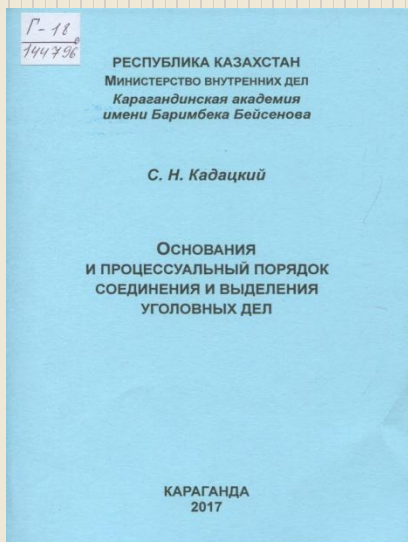 Г-18
144796
РЕСПУБЛИКА КАЗАХСТАН
МИНИСТЕРСТВО ВНУТРЕННИХ ДЕЛ
Карагандинская академия
имени Баримбека Бейсенова
С. Н. Кадацкий
ОСНОВАНИЯ
И ПРОЦЕССУАЛЬНЫЙ ПОРЯДОК
СОЕДИНЕНИЯ И ВЫДЕЛЕНИЯ
УГОЛОВНЫХ ДЕЛ
КАРАГАНДА
2017